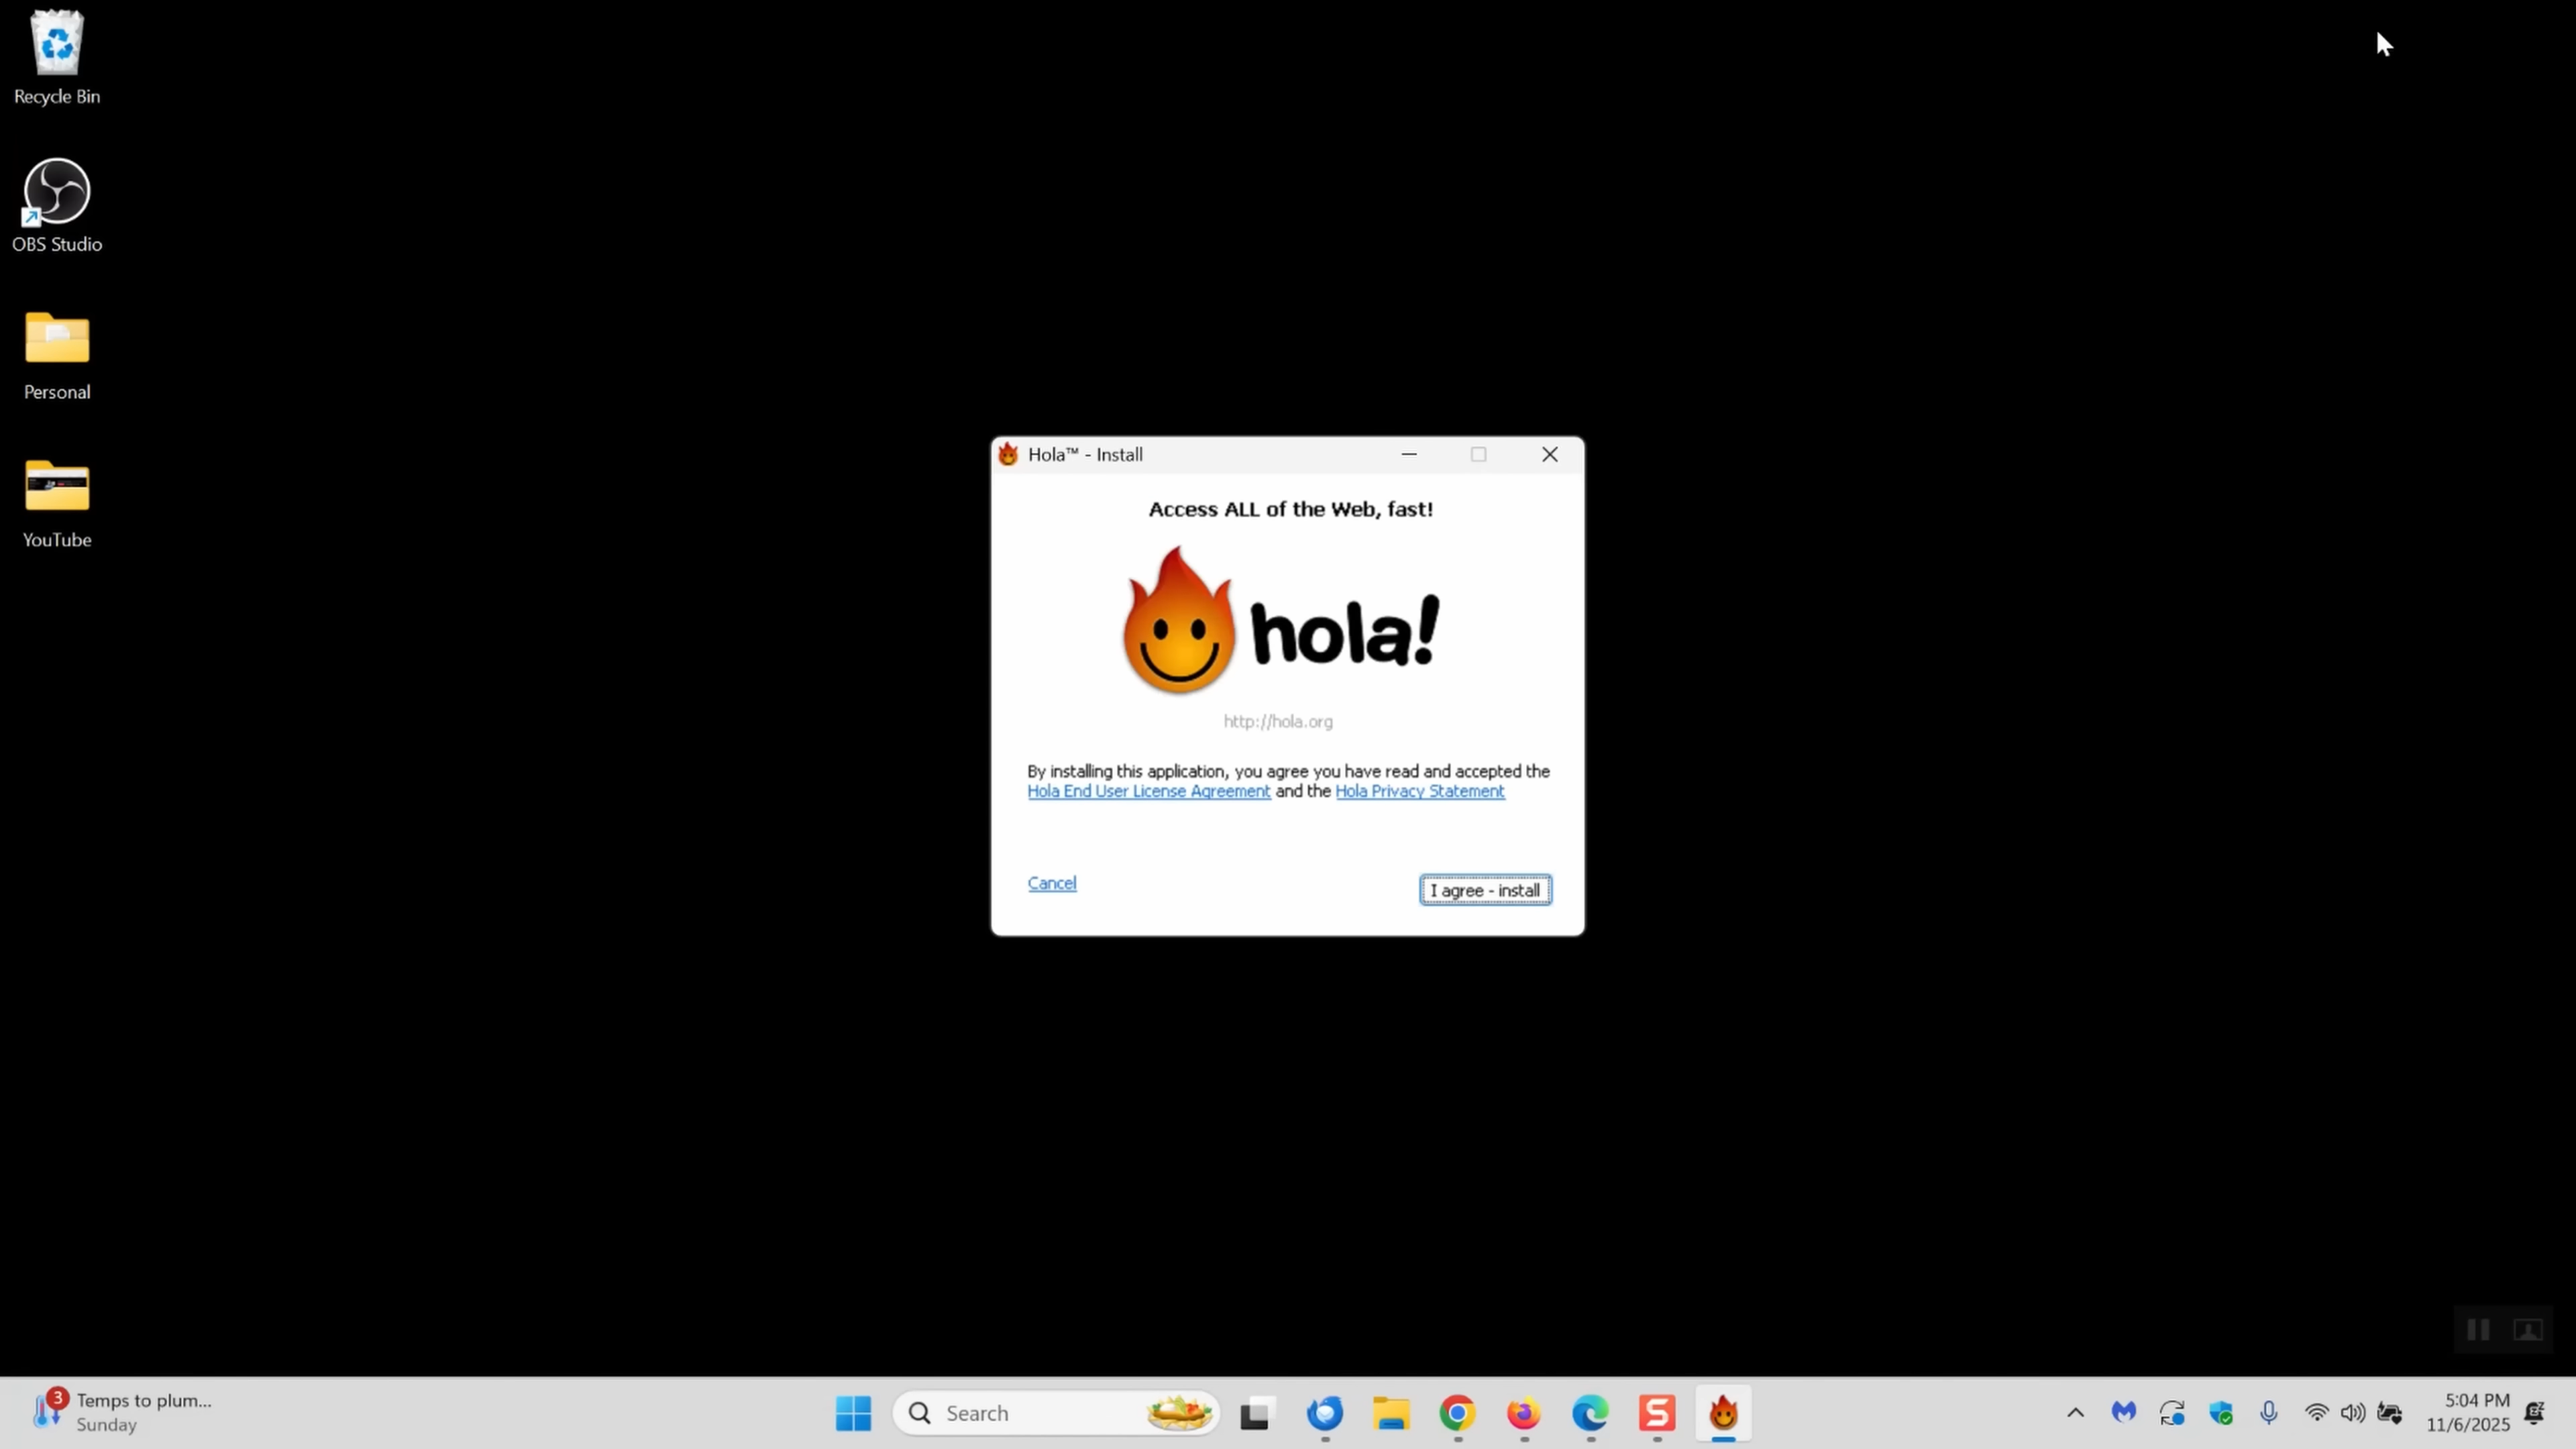 Recycle Bin
OBS Studio
Personal
YouTube
Hola™ - Install
Access ALL of the Web, fast!
hola!
http://hola.org
By installing this application, you agree you have read and accepted the
Hola End User License Agreement and the Hola Privacy Statement
Cancel
I agree - install
3
Temps to plum...
Sunday
Search
S
5:04 PM
11/6/2025